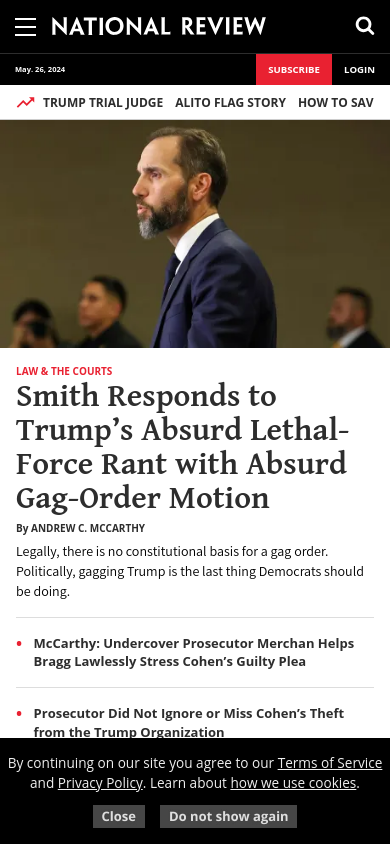 NATIONAL REVIEW
May. 26, 2024
SUBSCRIBE
LOGIN
TRUMP TRIAL JUDGE ALITO FLAG STORY HOW TO SAV
LAW & THE COURTS
Smith Responds to
Trump’s Absurd Lethal-
Force Rant with Absurd
Gag-Order Motion
By ANDREW C. MCCARTHY
Legally, there is no constitutional basis for a gag order.
Politically, gagging Trump is the last thing Democrats should
be doing.
McCarthy: Undercover Prosecutor Merchan Helps
Bragg Lawlessly Stress Cohen’s Guilty Plea
Prosecutor Did Not Ignore or Miss Cohen’s Theft
from the Trump Organization
By continuing on our site you agree to our Terms of Service
and Privacy Policy. Learn about how we use cookies.
Close
Do not show again